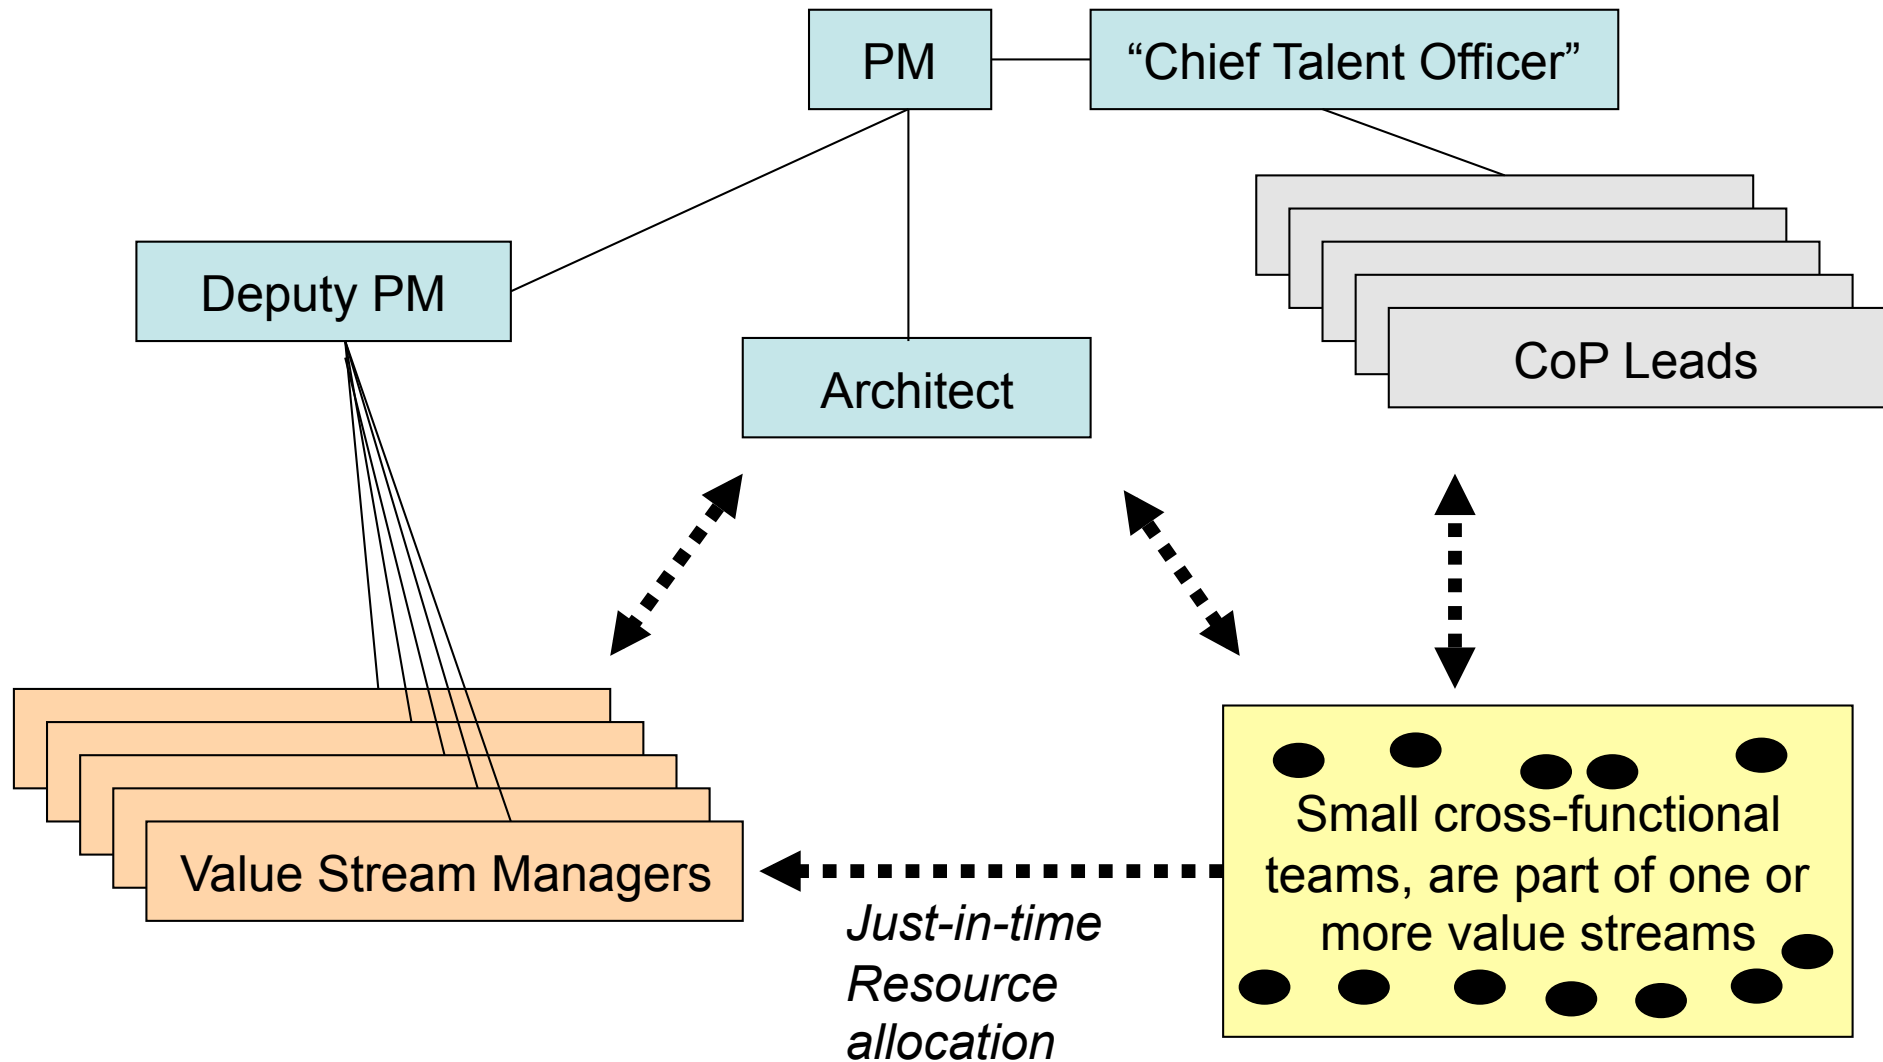 PM
“Chief Talent Officer”
Deputy PM
Architect
CoP Leads
Value Stream Managers
Small cross-functional
teams, are part of one or
more value streams
Just-in-time
Resource
allocation